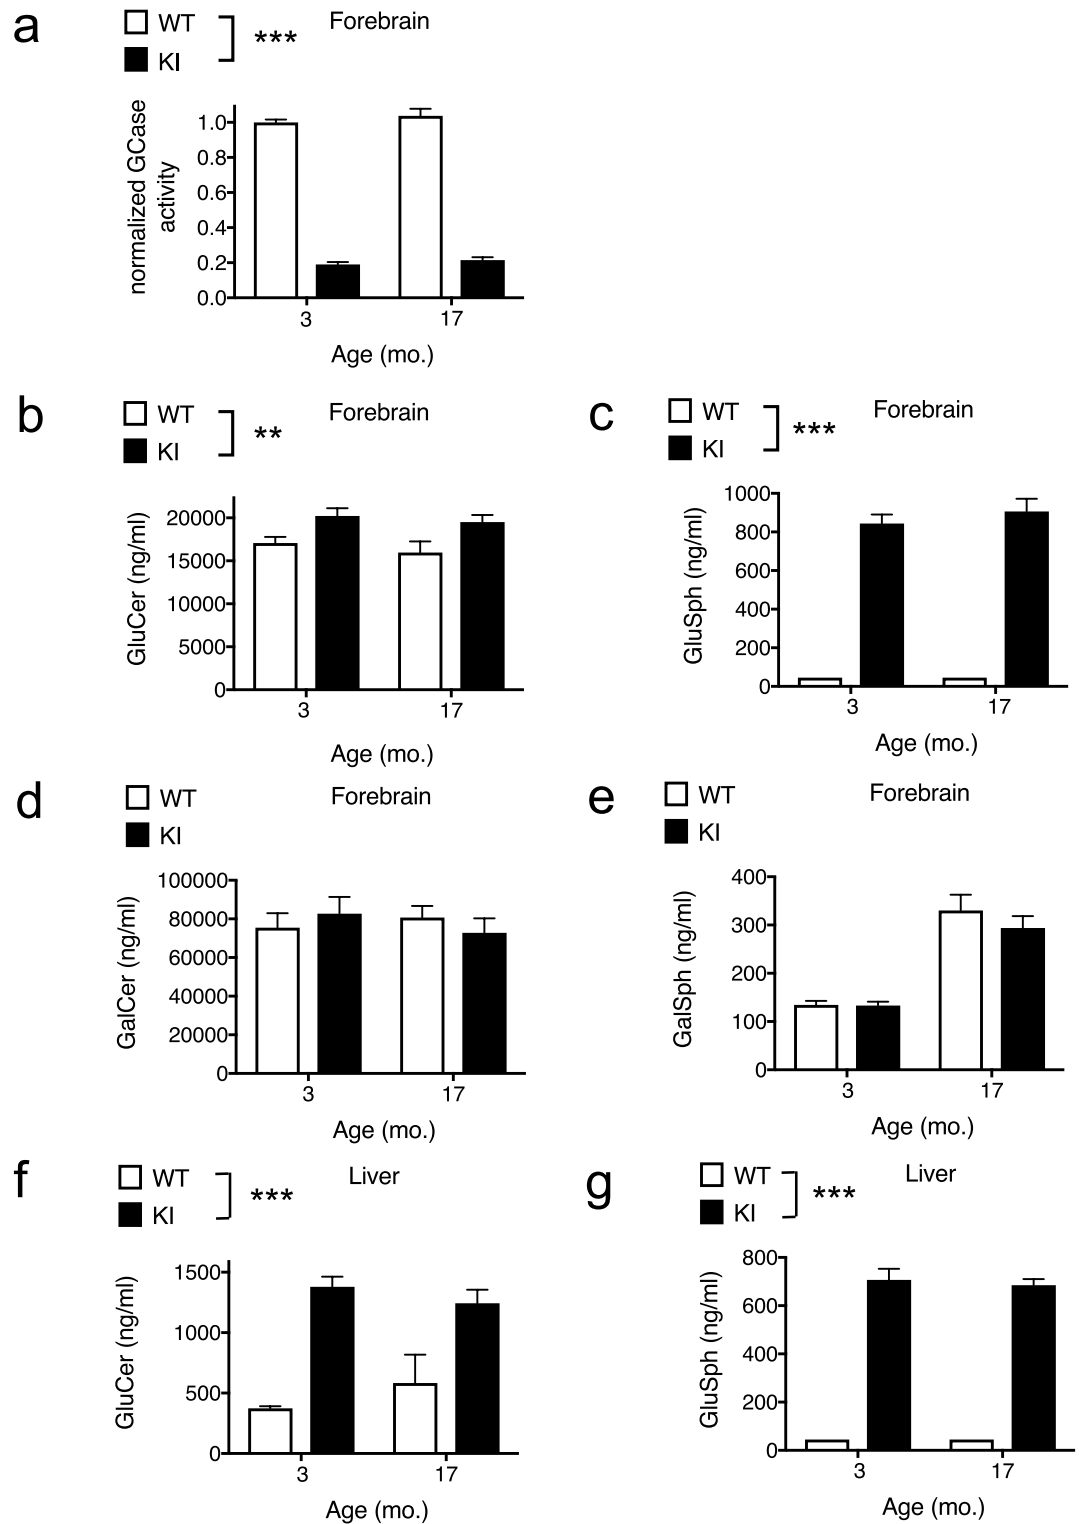 a
WT
KI
***
Forebrain
normalized GCase
activity
1.0
0.8
0.6
0.4
0.2
0.0
3
17
Age (mo.)
b
WT
KI
**
Forebrain
GluCer (ng/ml)
20000
15000
10000
5000
0
3
17
Age (mo.)
c
WT
KI
***
Forebrain
GluSph (ng/ml)
1000
800
600
400
200
0
3
17
Age (mo.)
d
WT
KI
Forebrain
GalCer (ng/ml)
100000
80000
60000
40000
20000
0
3
17
Age (mo.)
e
WT
KI
Forebrain
GalSph (ng/ml)
400
300
200
100
0
3
17
Age (mo.)
f
WT
KI
***
Liver
GluCer (ng/ml)
1500
1000
500
0
3
17
Age (mo.)
g
WT
KI
***
Liver
GluSph (ng/ml)
800
600
400
200
0
3
17
Age (mo.)